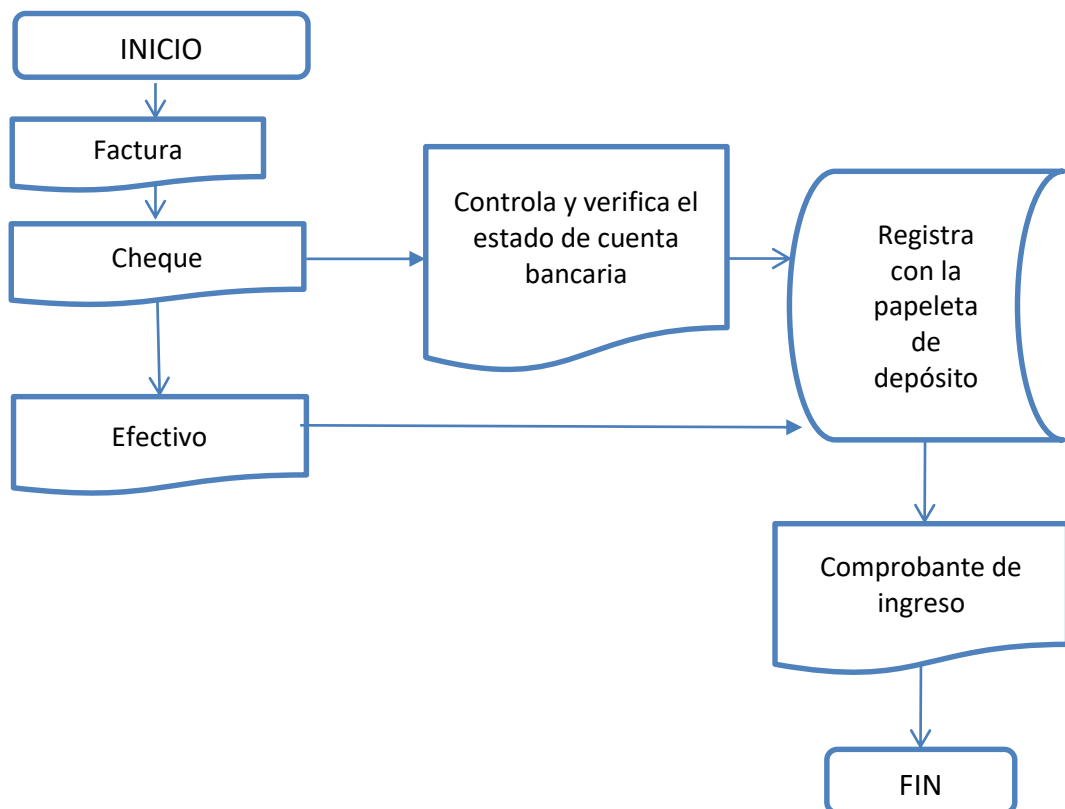 INICIO
Factura
Cheque
Efectivo
Controla y verifica el
estado de cuenta
bancaria
Registra
con la
papeleta
de
depósito
Comprobante de
ingreso
FIN